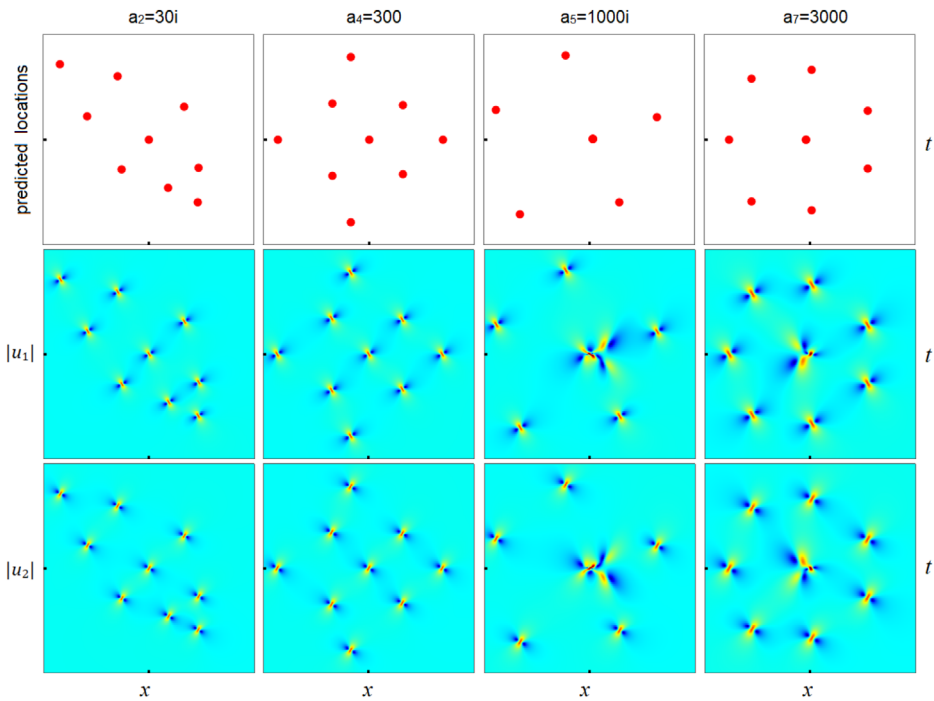 a₂=30i a₄=300 a₅=1000i a₇=3000
predicted locations t
|u₁| t
|u₂| t
x x x x